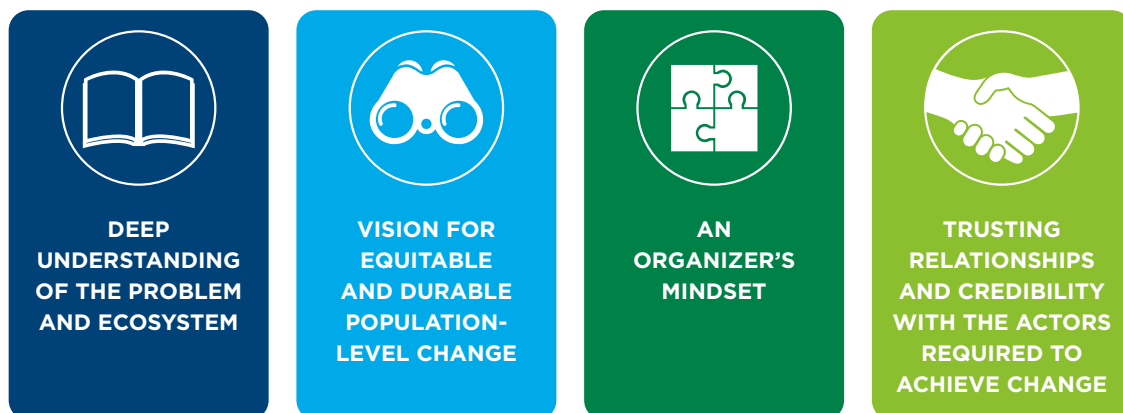 DEEP
UNDERSTANDING
OF THE PROBLEM
AND ECOSYSTEM
VISION FOR
EQUITABLE
AND DURABLE
POPULATION-
LEVEL CHANGE
AN
ORGANIZER’S
MINDSET
TRUSTING
RELATIONSHIPS
AND CREDIBILITY
WITH THE ACTORS
REQUIRED TO
ACHIEVE CHANGE